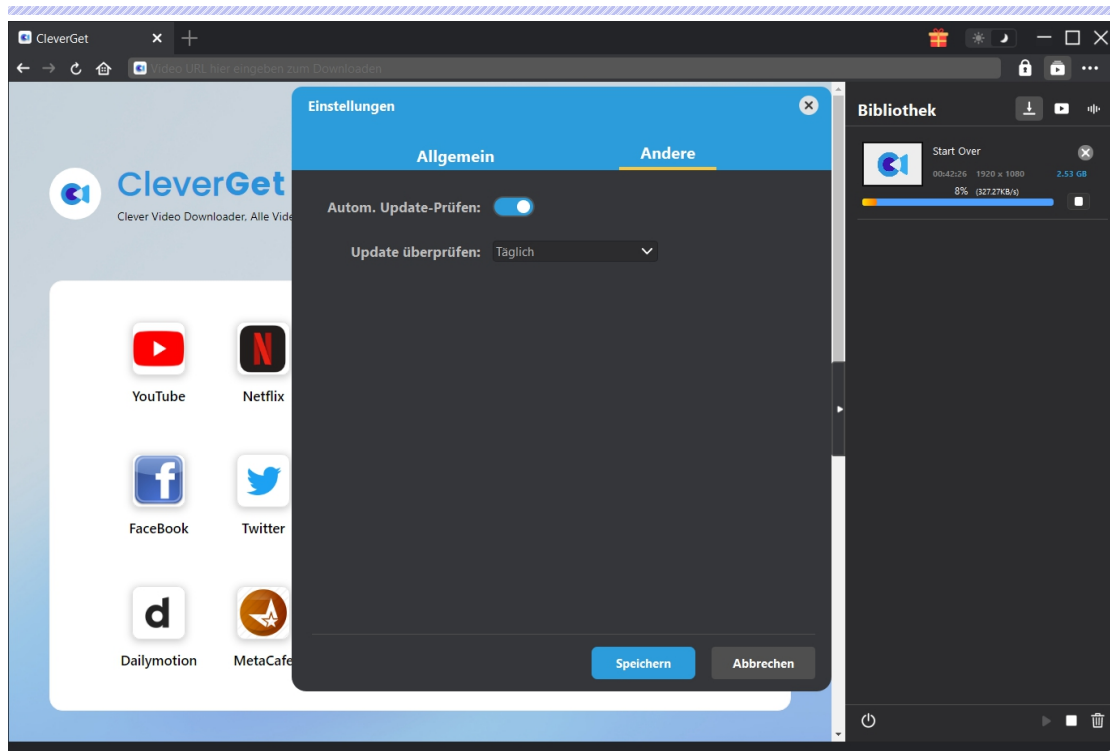 CleverGet
Video URL hier eingeben zum Downloaden
Einstellungen
Allgemein
Andere
Autom. Update-Prüfen:
Update überprüfen: Täglich
Speichern
Abbrechen
CleverGet
Clever Video Downloader. Alle Vide
YouTube
Netflix
FaceBook
Twitter
Dailymotion
MetaCafe
Bibliothek
Start Over
00:42:26 1920 x 1080 2.53 GB
8% (327.27KB/s)